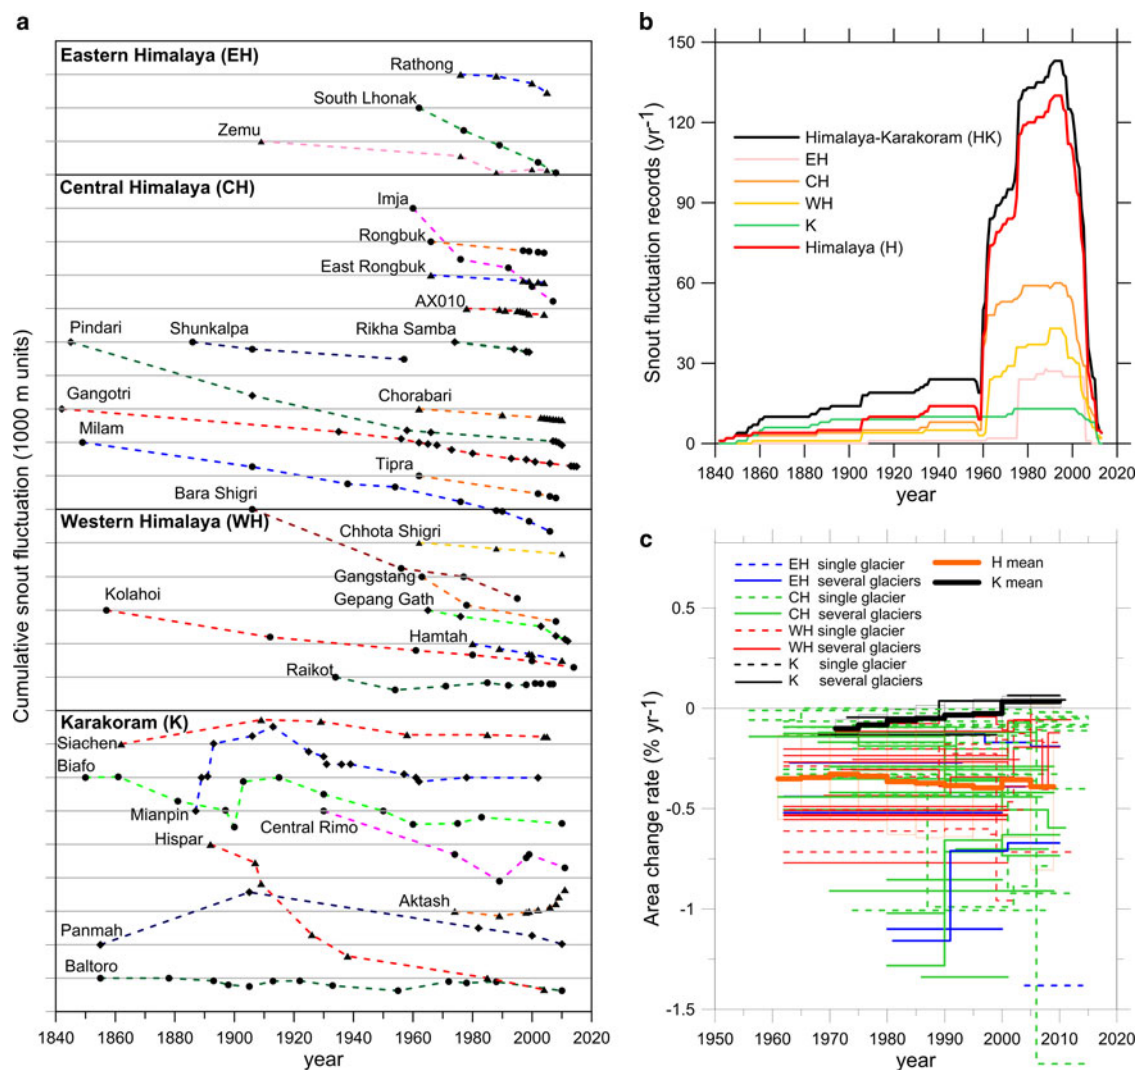 a
Eastern Himalaya (EH)
Rathong
South Lhonak
Zemu
Central Himalaya (CH)
Imja
Rongbuk
East Rongbuk
AX010
Pindari
Shunkalpa
Rikha Samba
Gangotri
Chorabari
Milam
Tipra
Bara Shigri
Western Himalaya (WH)
Chhota Shigri
Gangstang
Kolahoi
Gepang Gath
Hamtah
Raikot
Karakoram (K)
Siachen
Biafo
Mianpin
Central Rimo
Hispar
Aktash
Panmah
Baltoro
Cumulative snout fluctuation (1000 m units)
1840 1860 1880 1900 1920 1940 1960 1980 2000 2020
year
b
150
120
90
60
30
0
Snout fluctuation records (yr-1)
Himalaya-Karakoram (HK)
EH
CH
WH
K
Himalaya (H)
1840 1860 1880 1900 1920 1940 1960 1980 2000 2020
year
c
EH single glacier
EH several glaciers
CH single glacier
CH several glaciers
WH single glacier
WH several glaciers
K single glacier
K several glaciers
H mean
K mean
0.5
0
-0.5
-1
-1.5
Area change rate (% yr-1)
1950 1960 1970 1980 1990 2000 2010 2020
year